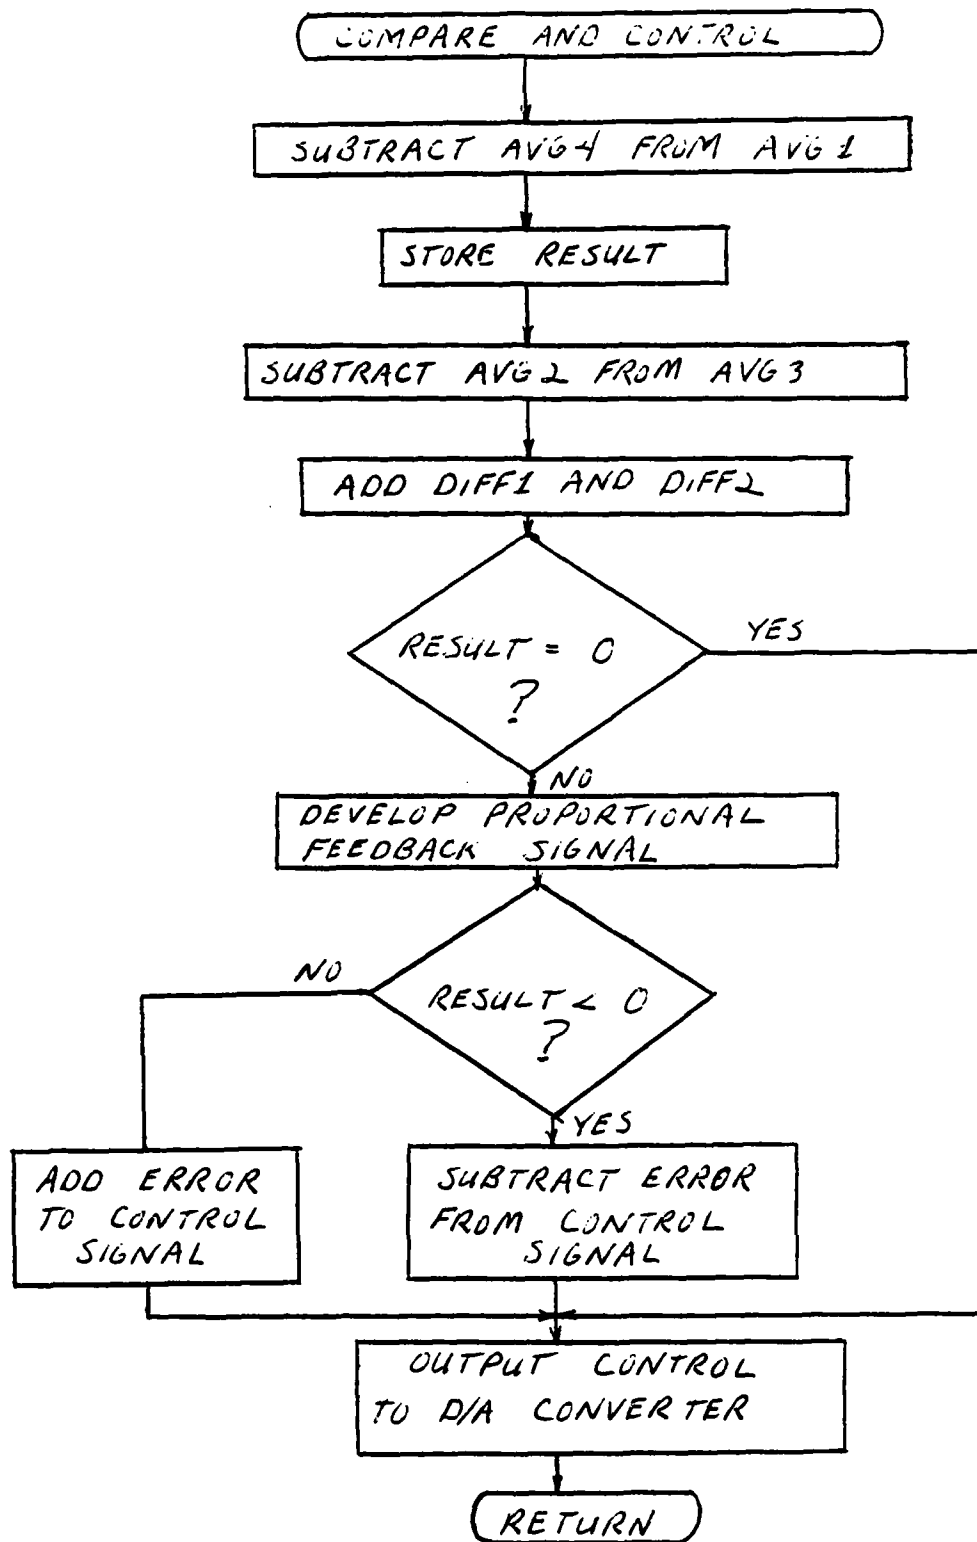 COMPARE AND CONTROL
SUBTRACT AVG4 FROM AVG1
STORE RESULT
SUBTRACT AVG2 FROM AVG3
ADD DIFF1 AND DIFF2
RESULT = 0
?
YES
NO
DEVELOP PROPORTIONAL
FEEDBACK SIGNAL
NO
RESULT < 0
?
YES
ADD ERROR
TO CONTROL
SIGNAL
SUBTRACT ERROR
FROM CONTROL
SIGNAL
OUTPUT CONTROL
TO D/A CONVERTER
RETURN